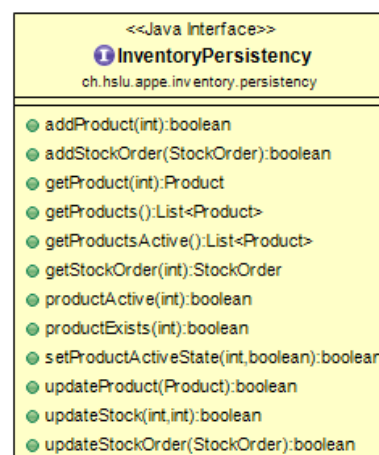 <<Java Interface>>
InventoryPersistency
ch.hslu.appe.inventory.persistency
addProduct(int):boolean
addStockOrder(StockOrder):boolean
getProduct(int):Product
getProducts():List<Product>
getProductsActive():List<Product>
getStockOrder(int):StockOrder
productActive(int):boolean
productExists(int):boolean
setProductActiveState(int,boolean):boolean
updateProduct(Product):boolean
updateStock(int,int):boolean
updateStockOrder(StockOrder):boolean